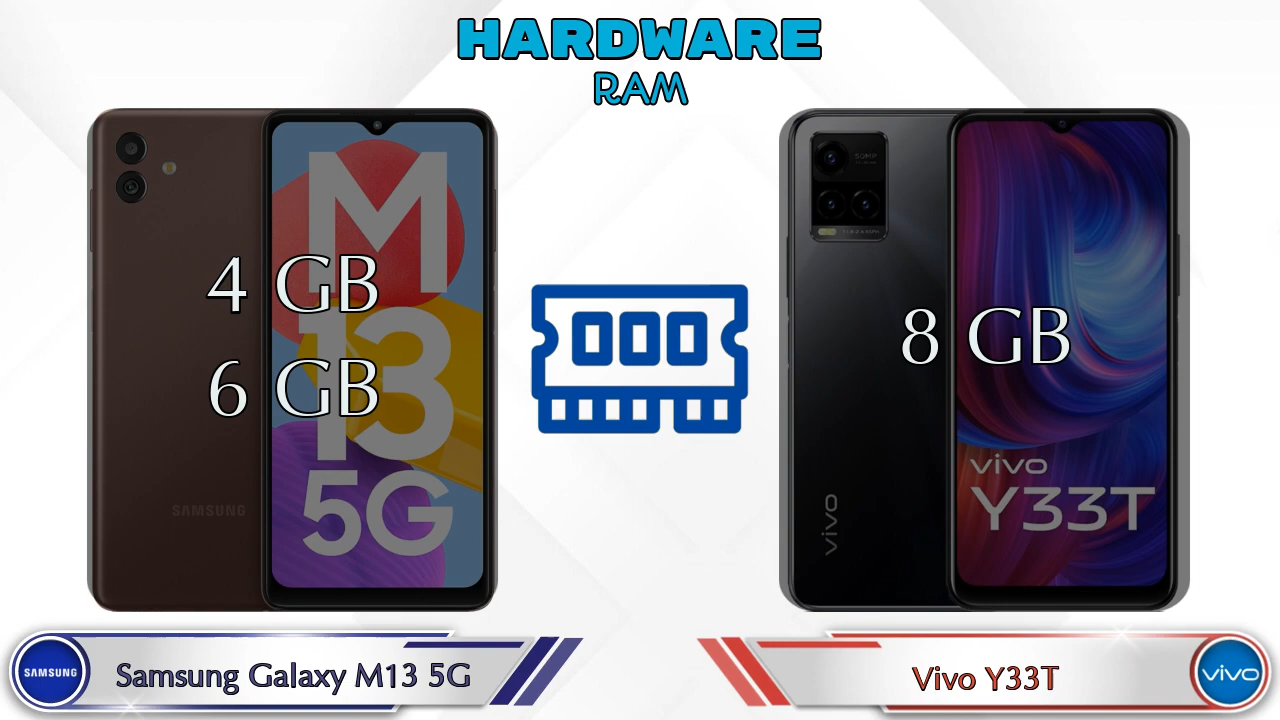 HARDWARE
RAM
M
13
5G
4 GB
6 GB
SAMSUNG
50MP
8 GB
vivo
Y33T
vivo
SAMSUNG
Samsung Galaxy M13 5G
Vivo Y33T
vivo